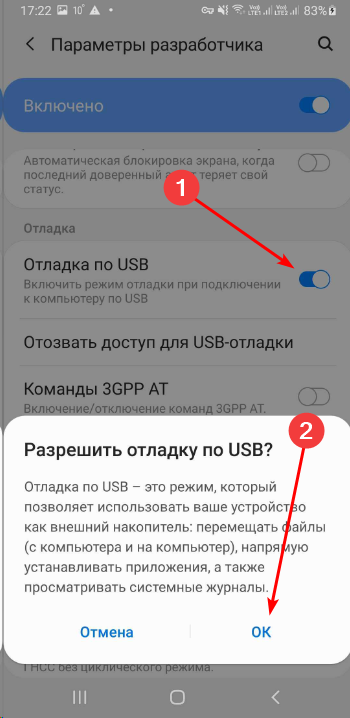 17:22 10° 83%
Параметры разработчика
Включено
Автоматическая блокировка экрана, когда
последний доверенный теряет свой
статус.
1
Отладка
Отладка по USB
Включить режим отладки при подключении
к компьютеру по USB
Отозвать доступ для USB-отладки
Команды 3GPP AT
Включение/отключение команд 3GPP AT.
2
Разрешить отладку по USB?
Отладка по USB – это режим, который
позволяет использовать ваше устройство
как внешний накопитель: перемещать файлы
(с компьютера и на компьютер), напрямую
устанавливать приложения, а также
просматривать системные журналы.
Отмена ОК
ГНСС без циклического режима.